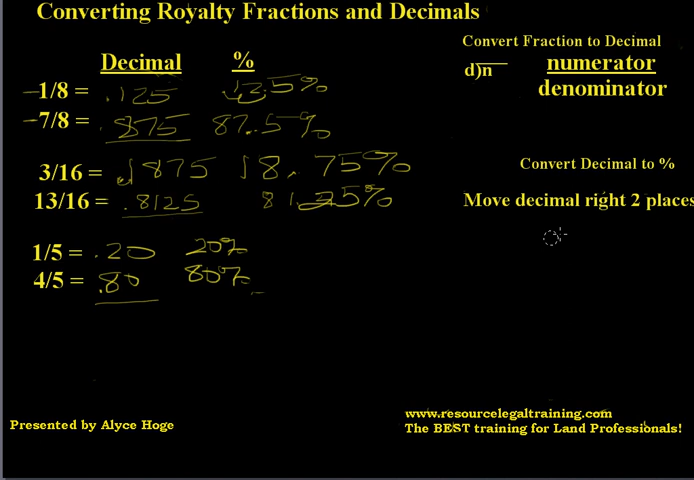 Converting Royalty Fractions and Decimals
Decimal %
1/8 = .125 12.5%
7/8 = .875 87.5%
3/16 = .1875 18.75%
13/16 = .8125 81.25%
1/5 = .20 20%
4/5 = .80 80%
Convert Fraction to Decimal
d)n numerator
denominator
Convert Decimal to %
Move decimal right 2 places
Presented by Alyce Hoge
www.resourcelegaltraining.com
The BEST training for Land Professionals!